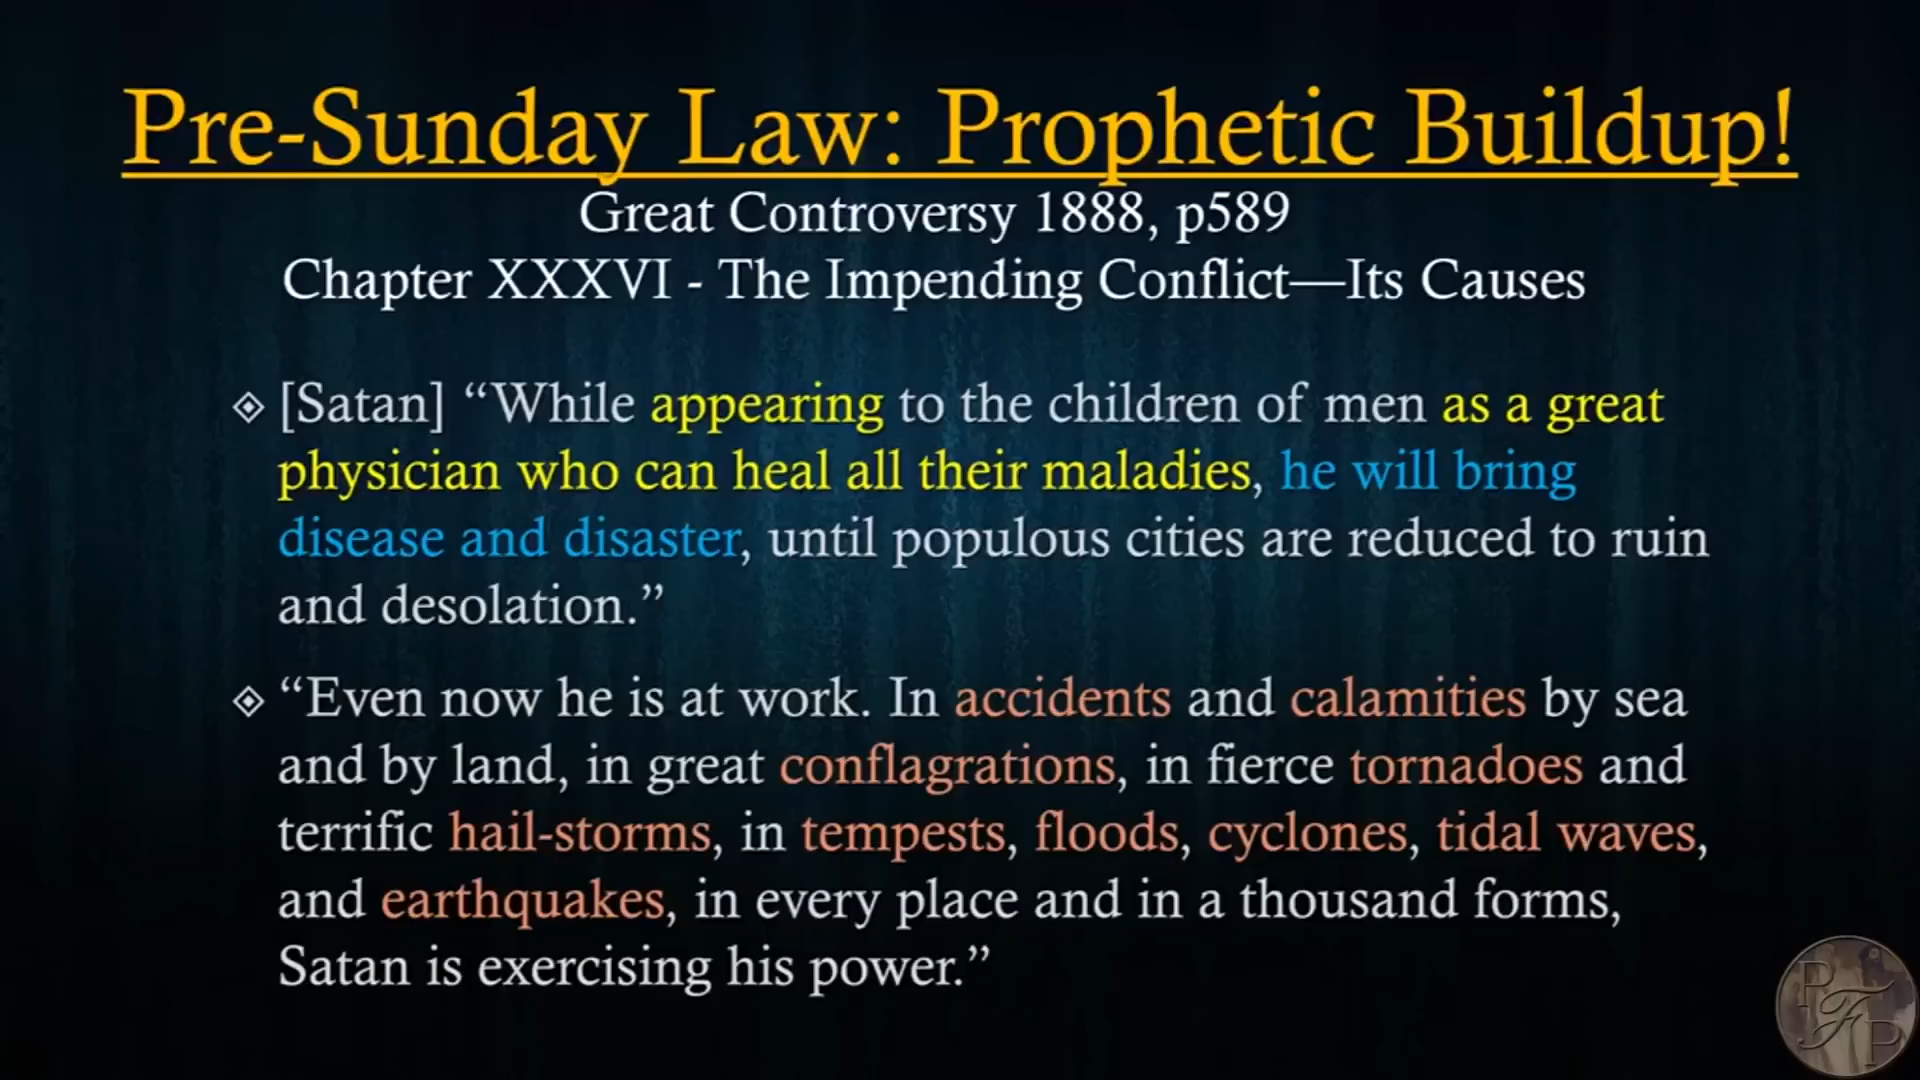 Pre-Sunday Law: Prophetic Buildup!
Great Controversy 1888, p589
Chapter XXXVI - The Impending Conflict—Its Causes
[Satan] “While appearing to the children of men as a great
physician who can heal all their maladies, he will bring
disease and disaster, until populous cities are reduced to ruin
and desolation.”
“Even now he is at work. In accidents and calamities by sea
and by land, in great conflagrations, in fierce tornadoes and
terrific hail-storms, in tempests, floods, cyclones, tidal waves,
and earthquakes, in every place and in a thousand forms,
Satan is exercising his power.”
PFP